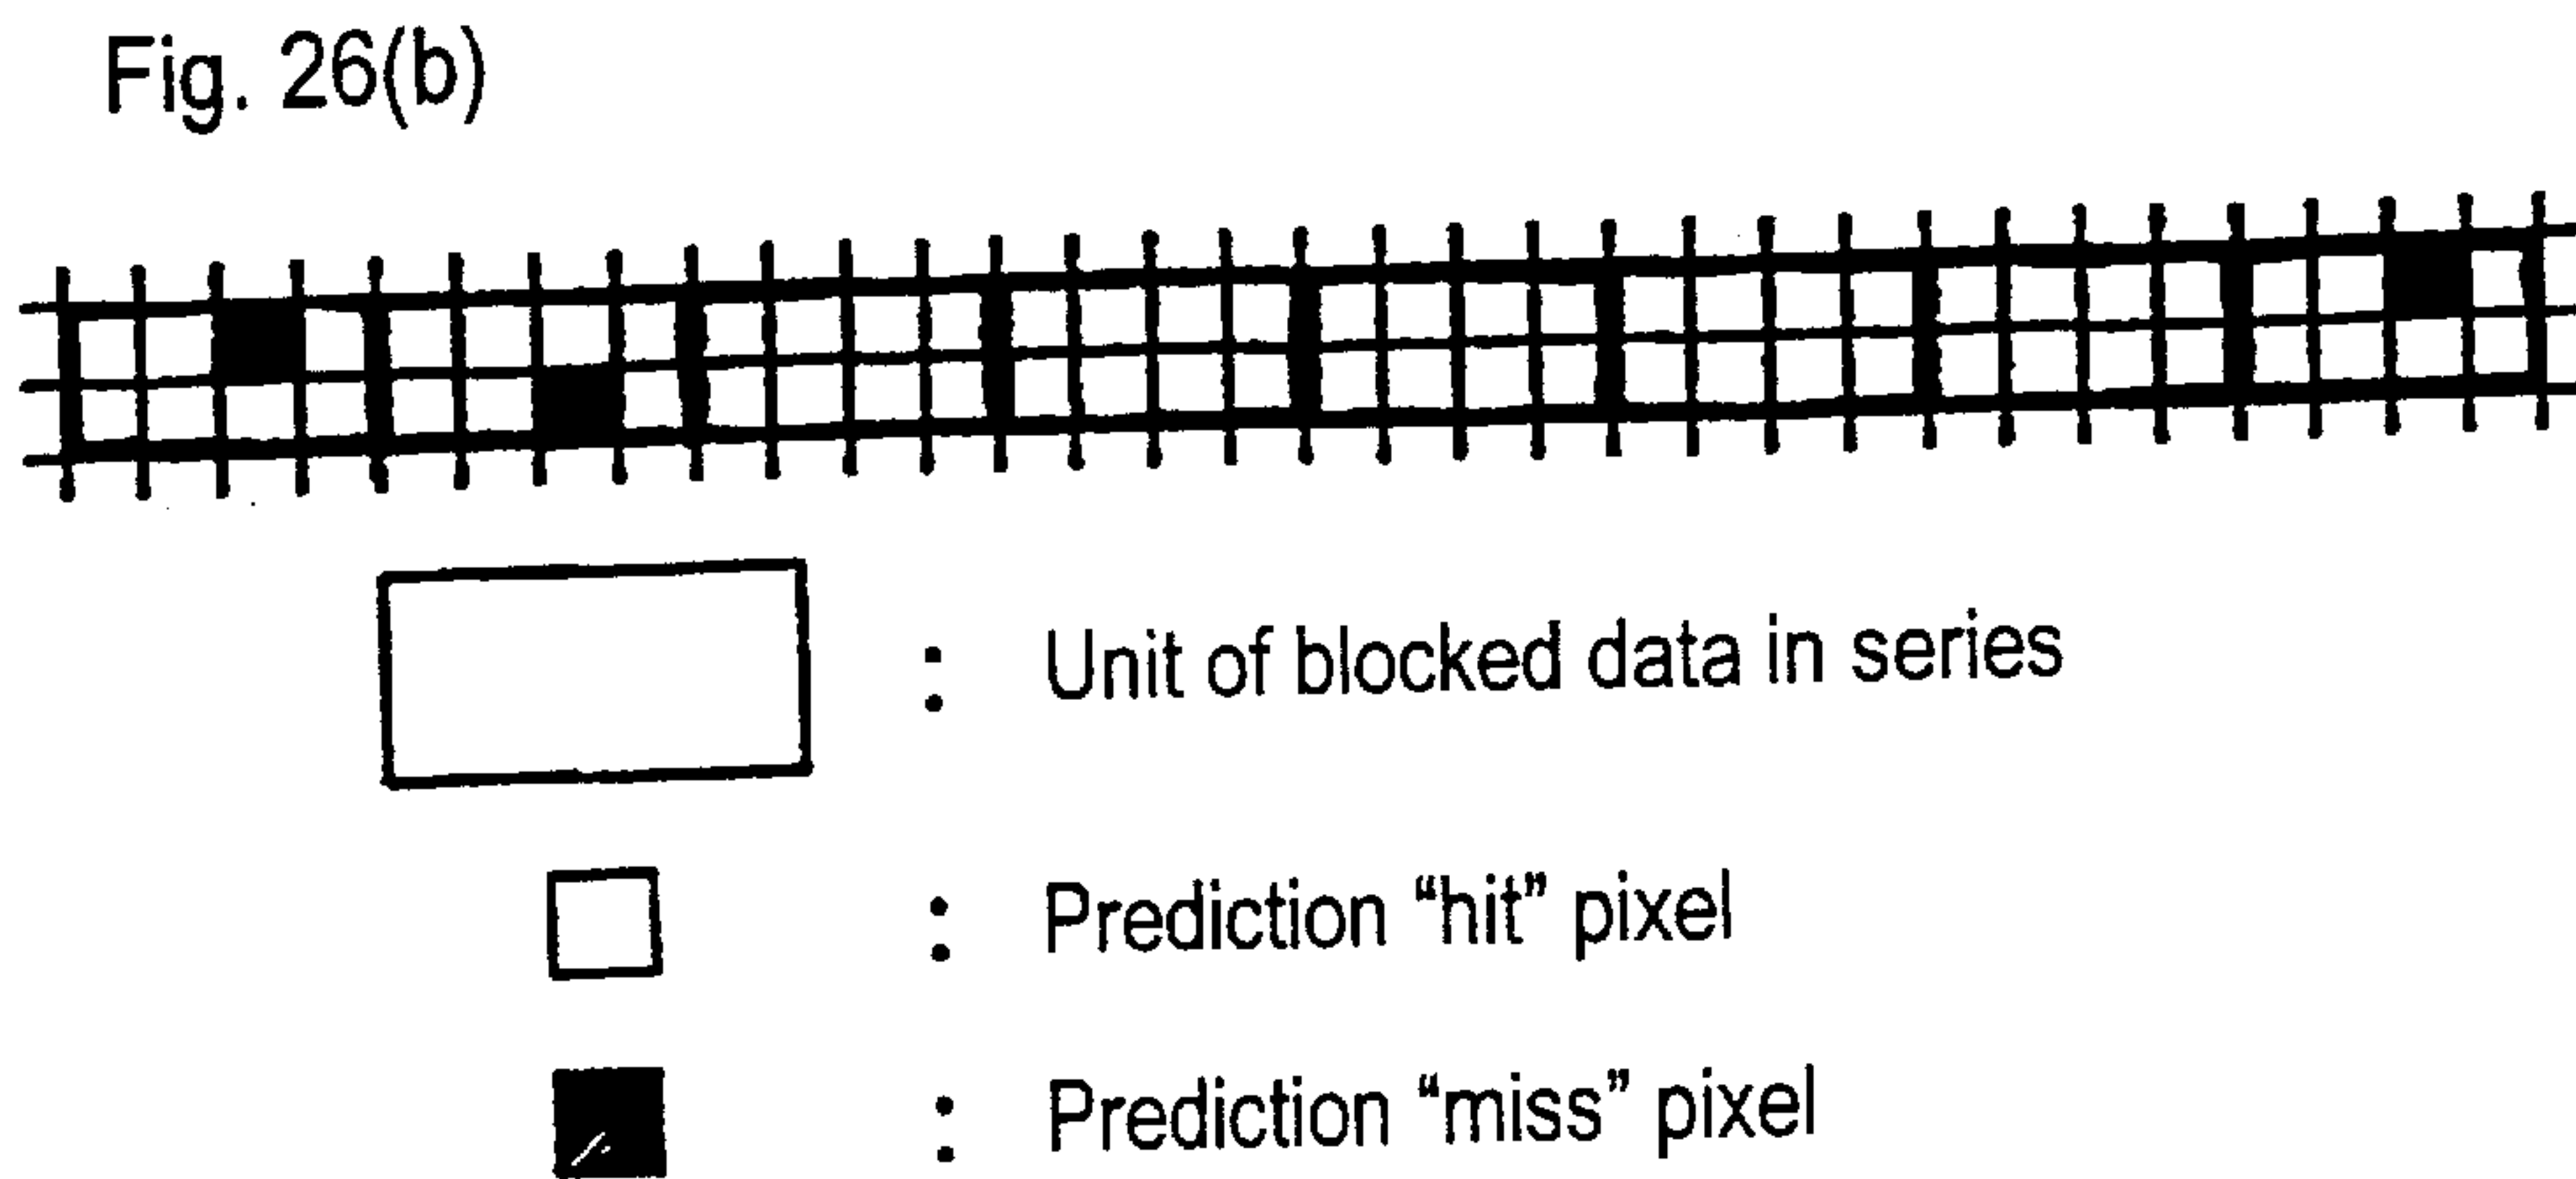 Fig. 26(b)
: Unit of blocked data in series
: Prediction “hit” pixel
: Prediction “miss” pixel